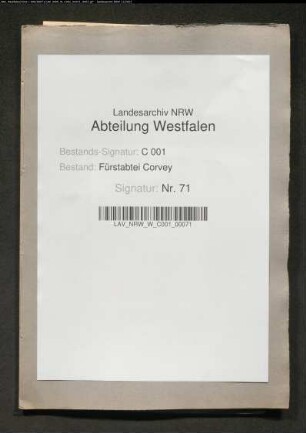 Landesarchiv NRW
Abteilung Westfalen
Bestands-Signatur: C 001
Bestand: Fürstabtei Corvey
Signatur: Nr. 71
LAV_NRW_W_C001_00071